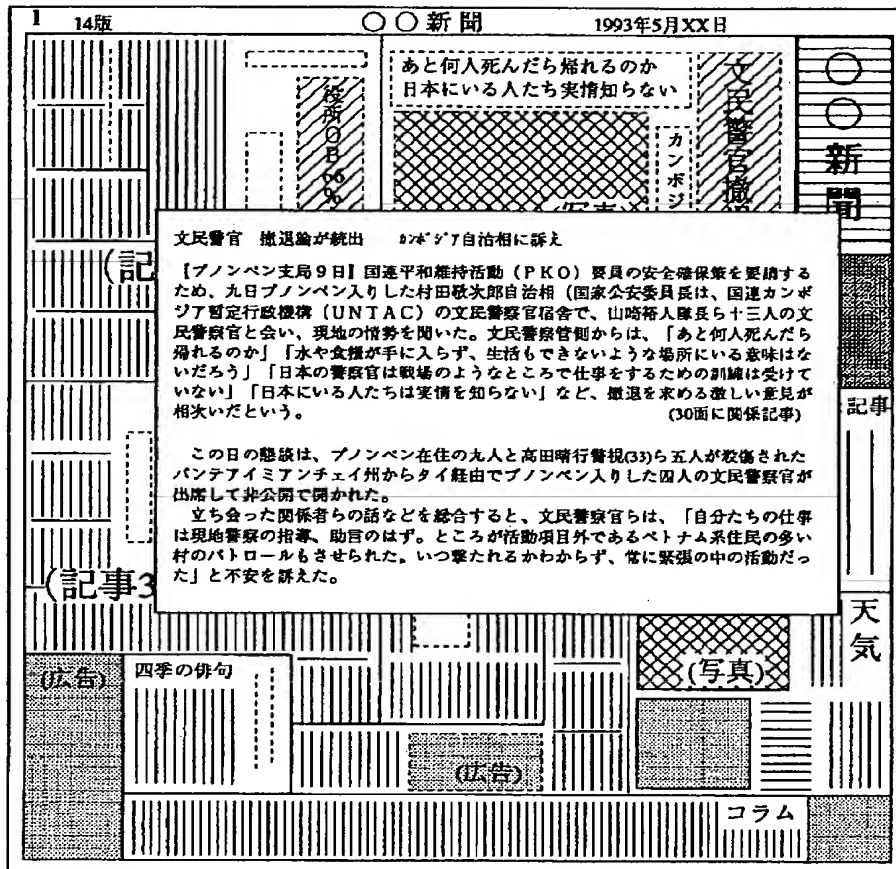 1
14版
○○新聞
1993年5月XX日
あと何人死んだら帰れるのか
日本にいる人たち実情知らない
文民警官撤
カンボジ
役所OB66%
○○新聞
(写真)
(記
文民警官 撤退論が続出 カンボジア自治相に訴え
【プノンペン支局9日】国連平和維持活動(PKO)要員の安全確保策を要請する
ため、九日プノンペン入りした村田敬次郎自治相(国家公安委員長は、国連カンボ
ジア暫定行政機構(UNTAC)の文民警察官宿舎で、山崎裕人隊長ら十三人の文
民警察官と会い、現地の情勢を聞いた。文民警察官側からは、「あと何人死んだら
帰れるのか」「水や食糧が手に入らず、生活もできないような場所にいる意味はな
いだろう」「日本の警察官は戦場のようなところで仕事をするための訓練は受けて
いない」「日本にいる人たちは実情を知らない」など、撤退を求める激しい意見が
相次いだという。 (30面に関係記事)
この日の懇談は、プノンペン在住の九人と高田晴行警視(33)ら五人が殺傷された
バンテアイミアンチェイ州からタイ経由でプノンペン入りした四人の文民警察官が
出席して非公開で開かれた。
立ち会った関係者らの話などを総合すると、文民警察官らは、「自分たちの仕事
は現地警察の指導、助言のはず。ところが活動項目外であるベトナム系住民の多い
村のパトロールもさせられた。いつ撃たれるかわからず、常に緊張の中の活動だっ
た」と不安を訴えた。
記事
(記事3
天気
(写真)
(広告)
四季の俳句
(広告)
コラム